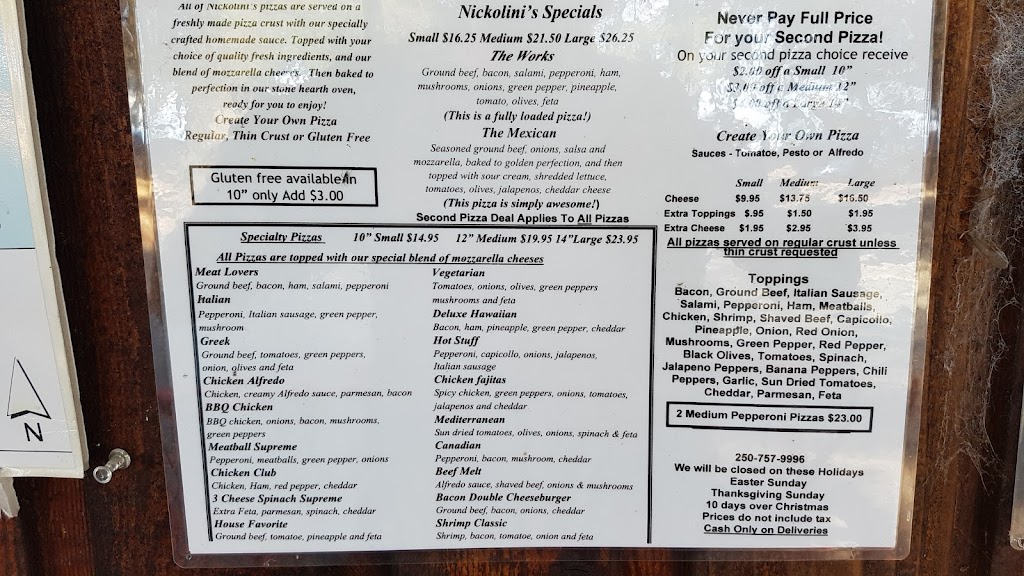 All of Nickolini's pizzas are served on a
freshly made pizza crust with our specially
crafted homemade sauce. Topped with your
choice of quality fresh ingredients, and our
blend of mozzarella cheeses. Then baked to
perfection in our stone hearth oven,
ready for you to enjoy!
Create Your Own Pizza
Regular, Thin Crust or Gluten Free
Gluten free available in
10" only Add $3.00
Nickolini's Specials
Small $16.25 Medium $21.50 Large $26.25
The Works
Ground beef, bacon, salami, pepperoni, ham,
mushrooms, onions, green pepper, pineapple,
tomato, olives, feta
(This is a fully loaded pizza!)
The Mexican
Seasoned ground beef, onions, salsa and
mozzarella, baked to golden perfection, and then
topped with sour cream, shredded lettuce,
tomatoes, olives, jalapenos, cheddar cheese
(This pizza is simply awesome!)
Second Pizza Deal Applies To All Pizzas
Specialty Pizzas 10" Small $14.95 12" Medium $19.95 14"Large $23.95
All Pizzas are topped with our special blend of mozzarella cheeses
Meat Lovers
Ground beef, bacon, ham, salami, pepperoni
Italian
Pepperoni, Italian sausage, green pepper,
mushroom
Greek
Ground beef, tomatoes, green peppers,
onion, olives and feta
Chicken Alfredo
Chicken, creamy Alfredo sauce, parmesan, bacon
BBQ Chicken
BBQ chicken, onions, bacon, mushrooms,
green peppers
Meatball Supreme
Pepperoni, meatballs, green pepper, onions
Chicken Club
Chicken, Ham, red pepper, cheddar
3 Cheese Spinach Supreme
Extra Feta, parmesan, spinach, cheddar
House Favorite
Ground beef, tomatoe, pineapple and feta
Vegetarian
Tomatoes, onions, olives, green peppers
mushrooms and feta
Deluxe Hawaiian
Bacon, ham, pineapple, green pepper, cheddar
Hot Stuff
Pepperoni, capicollo, onions, jalapenos,
Italian sausage
Chicken fajitas
Spicy chicken, green peppers, onions, tomatoes,
jalapenos and cheddar
Mediterranean
Sun dried tomatoes, olives, onions, spinach & feta
Canadian
Pepperoni, bacon, mushroom, cheddar
Beef Melt
Alfredo sauce, shaved beef, onions & mushrooms
Bacon Double Cheeseburger
Ground beef, bacon, onions, cheddar
Shrimp Classic
Shrimp, bacon, tomatoe, onion and feta
Never Pay Full Price
For your Second Pizza!
On your second pizza choice receive
$2.00 off a Small 10"
$3.00 off a Medium 12"
$4.00 off a Large 14"
Create Your Own Pizza
Sauces - Tomatoe, Pesto or Alfredo
Small Medium Large
Cheese $9.95 $13.75 $16.50
Extra Toppings $.95 $1.50 $1.95
Extra Cheese $1.95 $2.95 $3.95
All pizzas served on regular crust unless
thin crust requested
Toppings
Bacon, Ground Beef, Italian Sausage,
Salami, Pepperoni, Ham, Meatballs,
Chicken, Shrimp, Shaved Beef, Capicollo,
Pineapple, Onion, Red Onion,
Mushrooms, Green Pepper, Red Pepper,
Black Olives, Tomatoes, Spinach,
Jalapeno Peppers, Banana Peppers, Chili
Peppers, Garlic, Sun Dried Tomatoes,
Cheddar, Parmesan, Feta
2 Medium Pepperoni Pizzas $23.00
250-757-9996
We will be closed on these Holidays
Easter Sunday
Thanksgiving Sunday
10 days over Christmas
Prices do not include tax
Cash Only on Deliveries
N